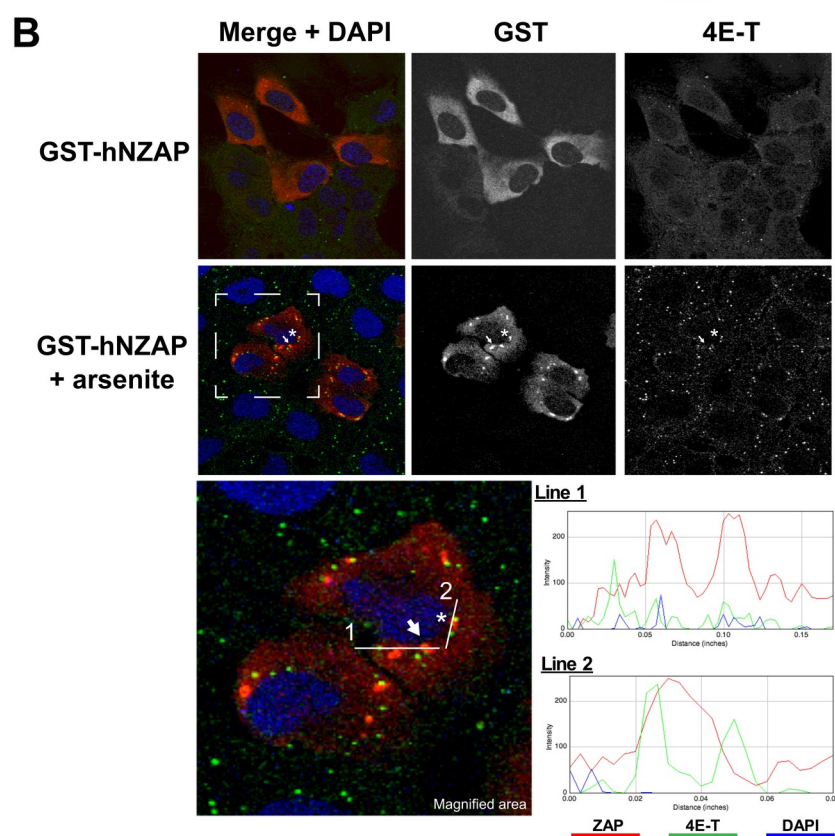 B
Merge + DAPI GST 4E-T
GST-hNZAP
GST-hNZAP
+ arsenite
*
*
*
1
2
*
Magnified area
Line 1
Intensity
200
100
0
0.00 0.05 0.10 0.15
Distance (inches)
Line 2
Intensity
200
100
0
0.00 0.02 0.04 0.06 0.0
Distance (inches)
ZAP 4E-T DAPI